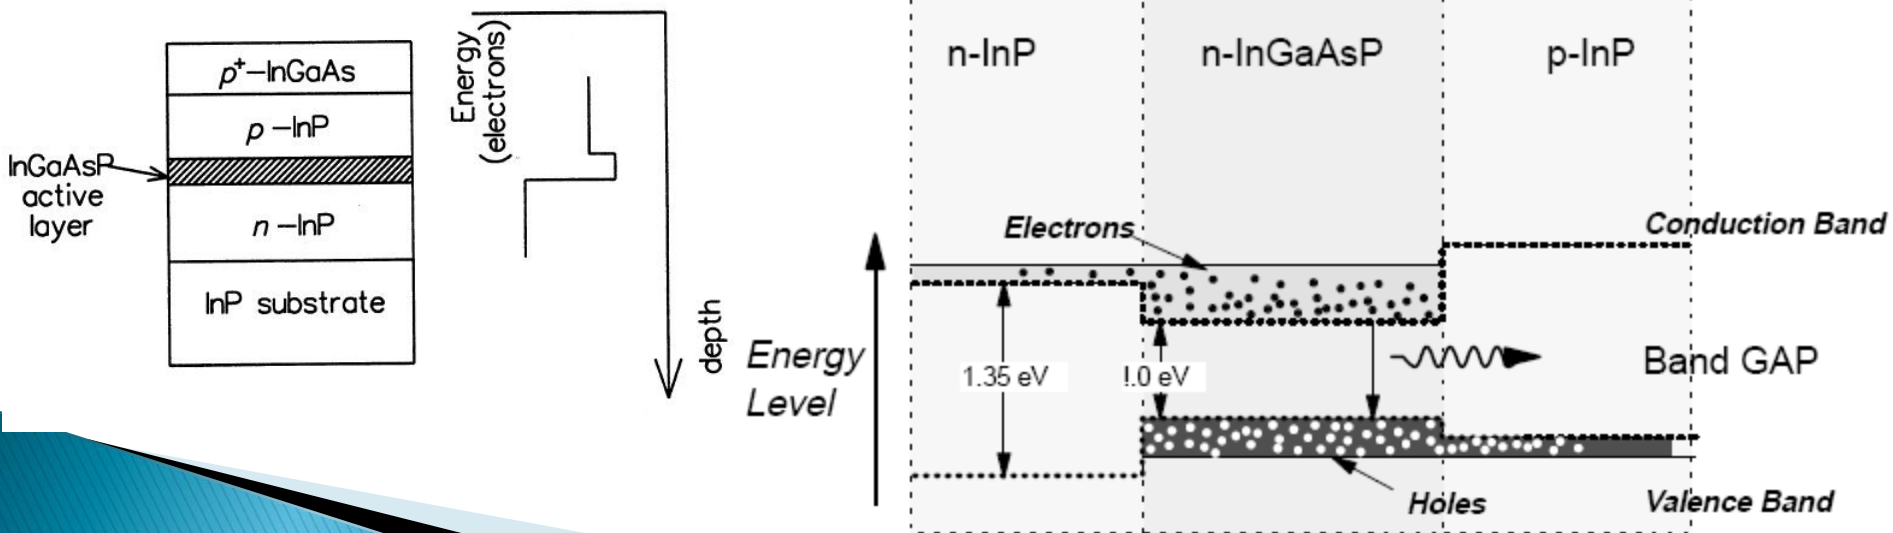 p⁺–InGaAs
p –InP
InGaAsP
active
layer
n –InP
InP substrate
Energy
(electrons)
depth
n-InP
n-InGaAsP
p-InP
Electrons
Conduction Band
Energy
Level
1.35 eV
!.0 eV
Band GAP
Holes
Valence Band